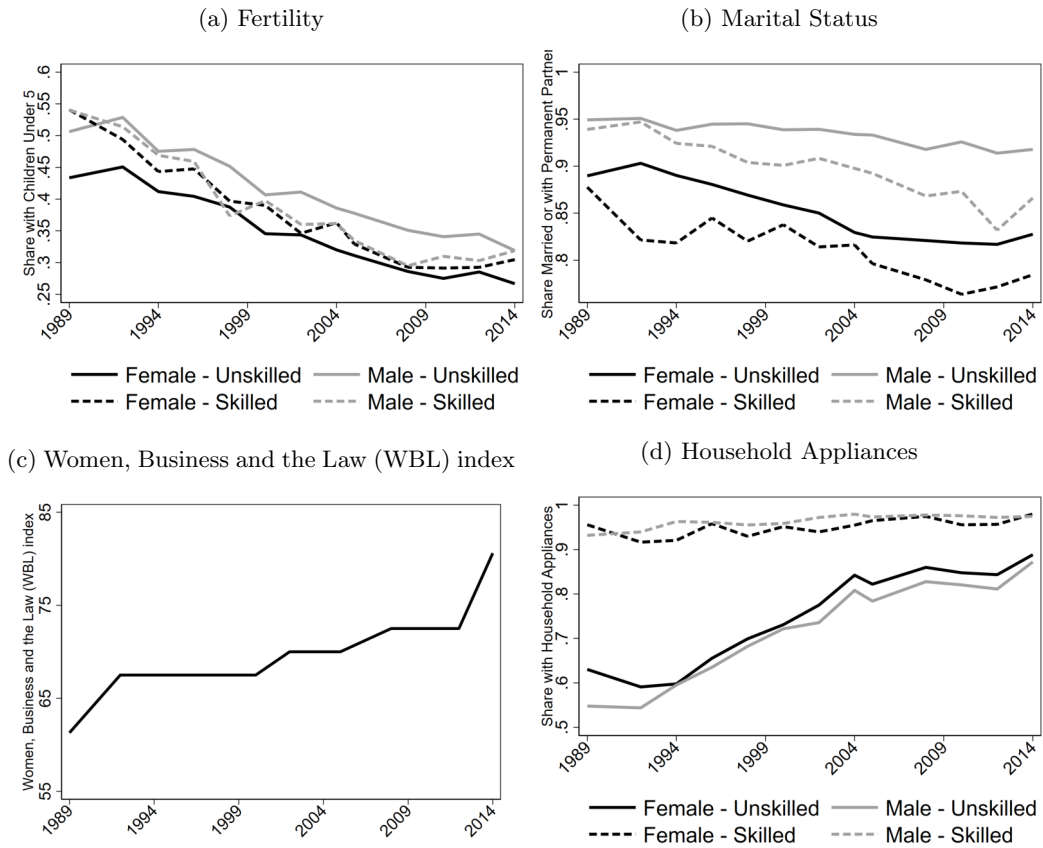 (a) Fertility
Share with Children Under 5
.6
.55
.5
.45
.4
.35
.3
.25
1989
1994
1999
2004
2009
2014
Female - Unskilled
Male - Unskilled
Female - Skilled
Male - Skilled
(b) Marital Status
Share Married or with Permanent Partner
1
.95
.9
.85
.8
1989
1994
1999
2004
2009
2014
Female - Unskilled
Male - Unskilled
Female - Skilled
Male - Skilled
(c) Women, Business and the Law (WBL) index
Women, Business and the Law (WBL) index
85
75
65
55
1989
1994
1999
2004
2009
2014
(d) Household Appliances
Share with Household Appliances
1
.9
.8
.7
.6
.5
1989
1994
1999
2004
2009
2014
Female - Unskilled
Male - Unskilled
Female - Skilled
Male - Skilled